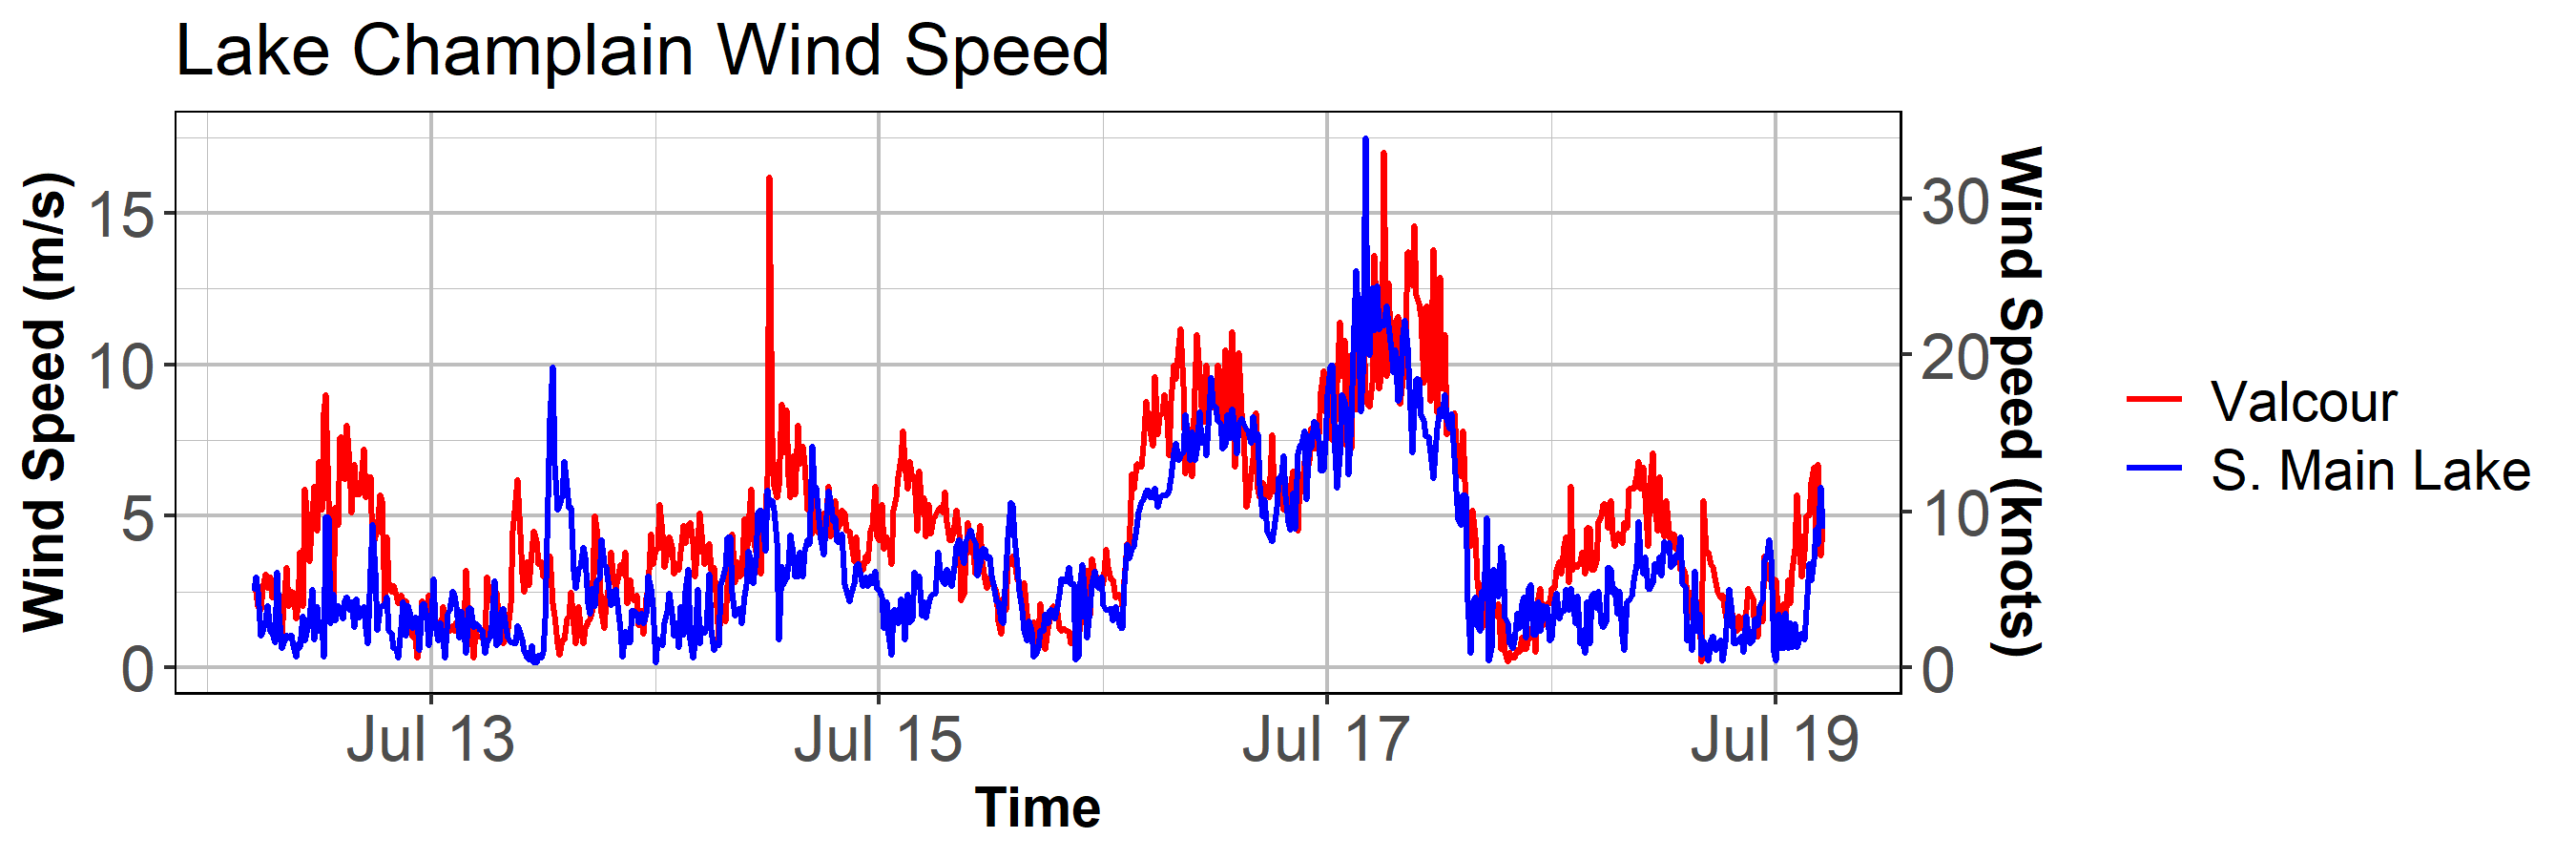 Lake Champlain Wind Speed
Wind Speed (m/s)
15
10
5
0
30
20
10
0
Wind Speed (knots)
Jul 13
Jul 15
Jul 17
Jul 19
Time
Valcour
S. Main Lake